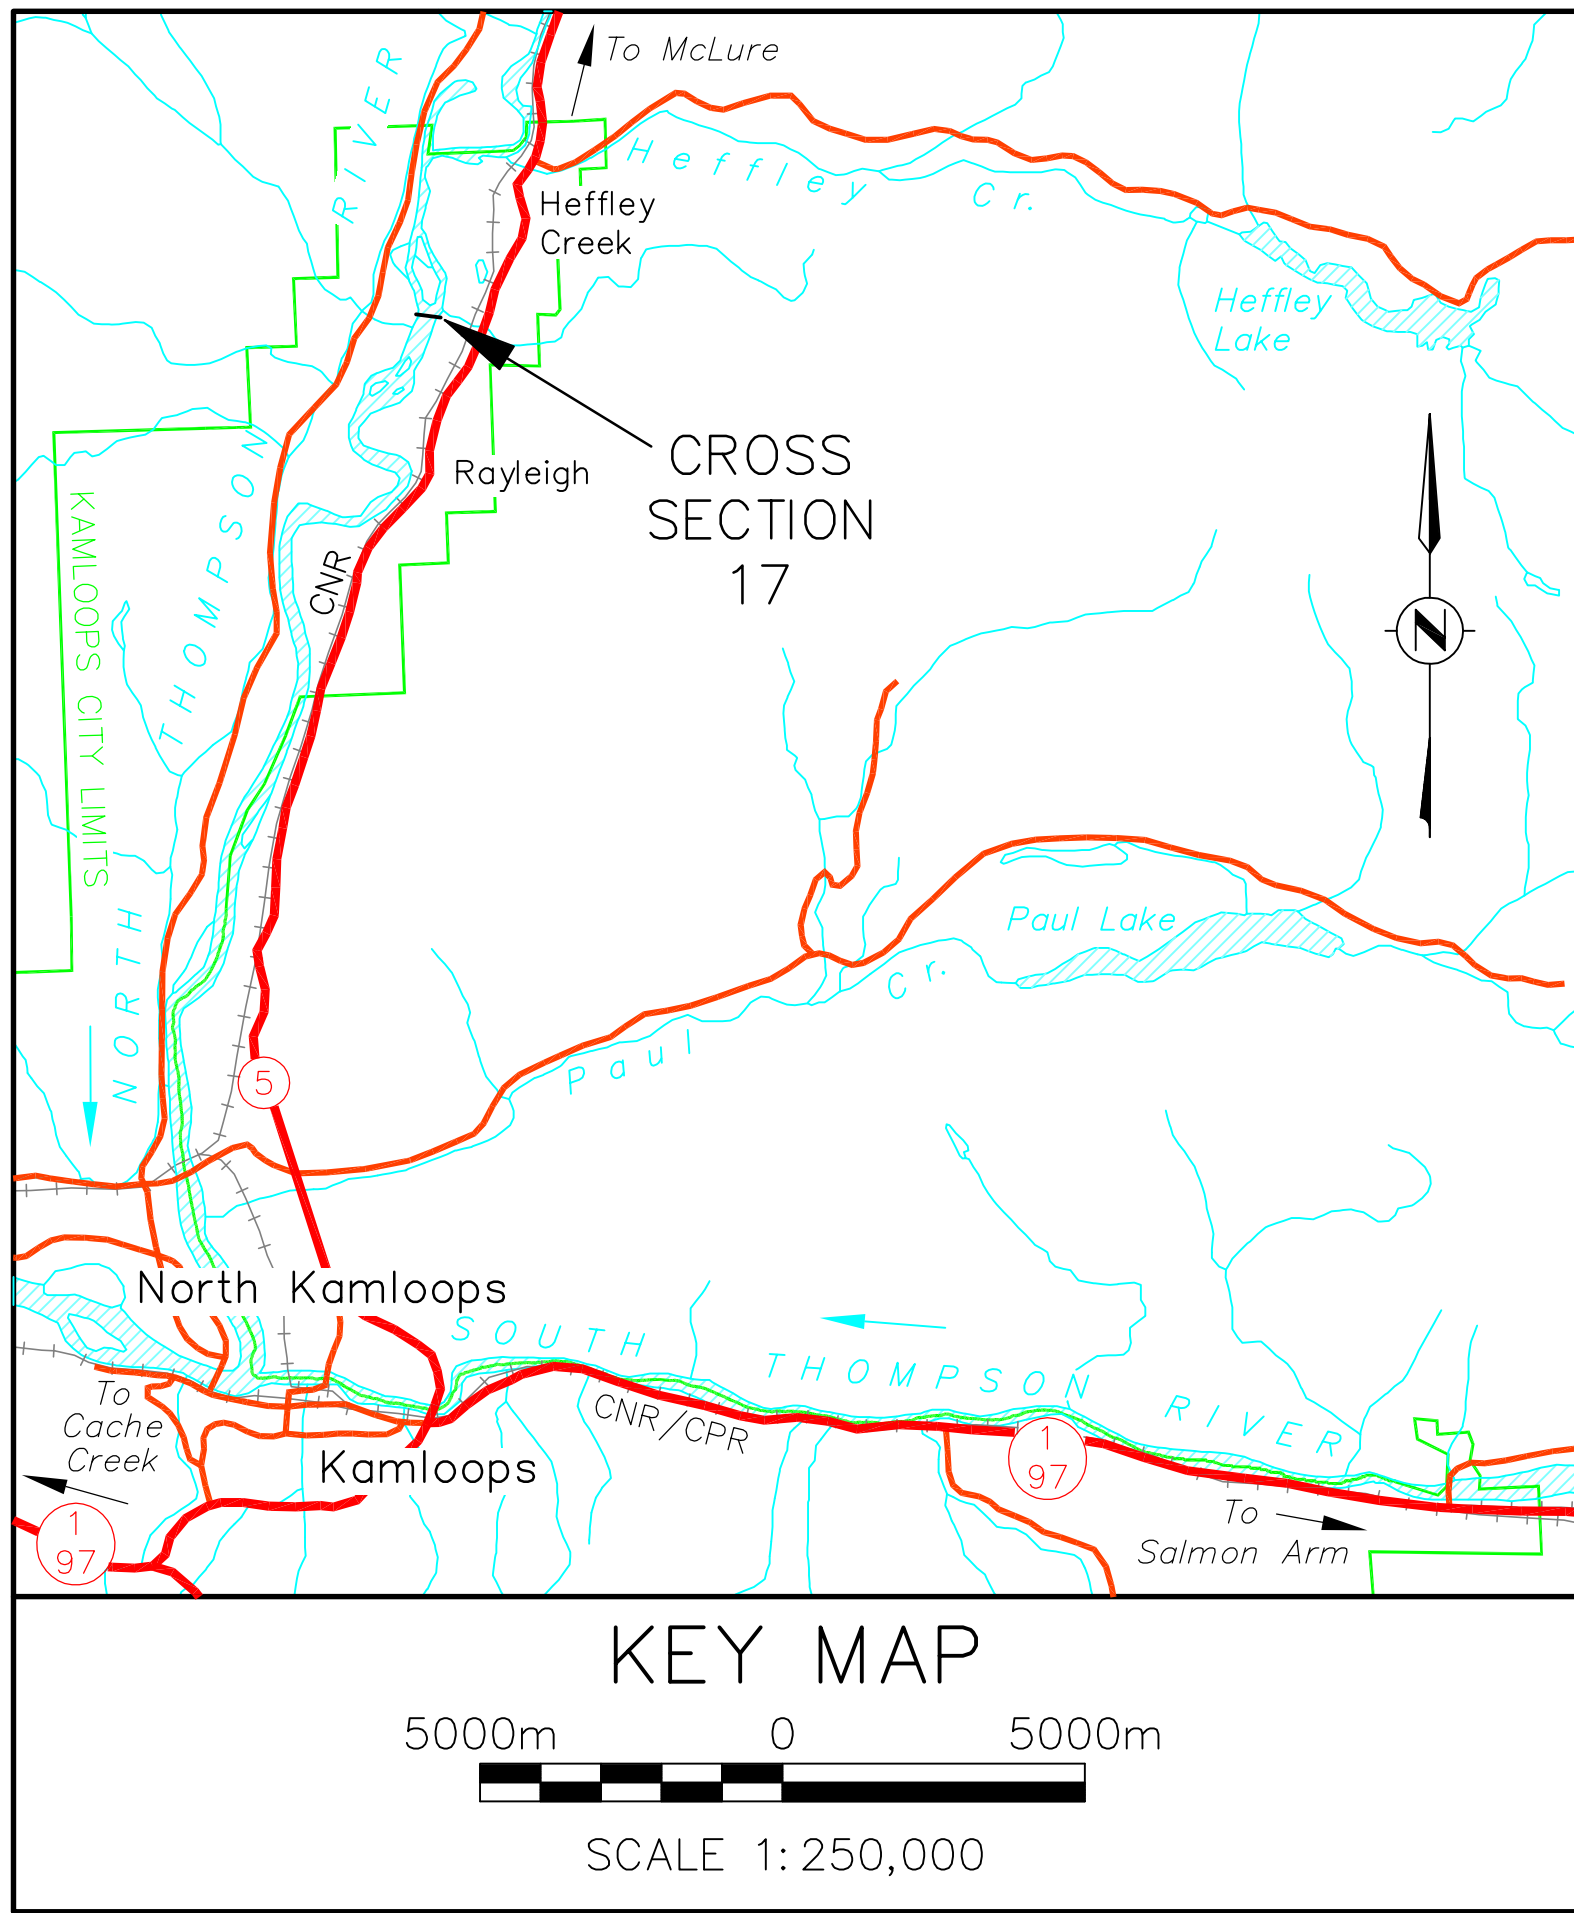 To McLure
RIVER
Heffley Cr.
Heffley
Creek
Heffley
Lake
CROSS
SECTION
17
Rayleigh
THOMPSON
KAMLOOPS CITY LIMITS
CNR
N
Paul Lake
NORTH
Paul Cr.
5
North Kamloops
SOUTH THOMPSON RIVER
To
Cache
Creek
CNR/CPR
Kamloops
1
97
1
97
To
Salmon Arm
KEY MAP
5000m 0 5000m
SCALE 1:250,000